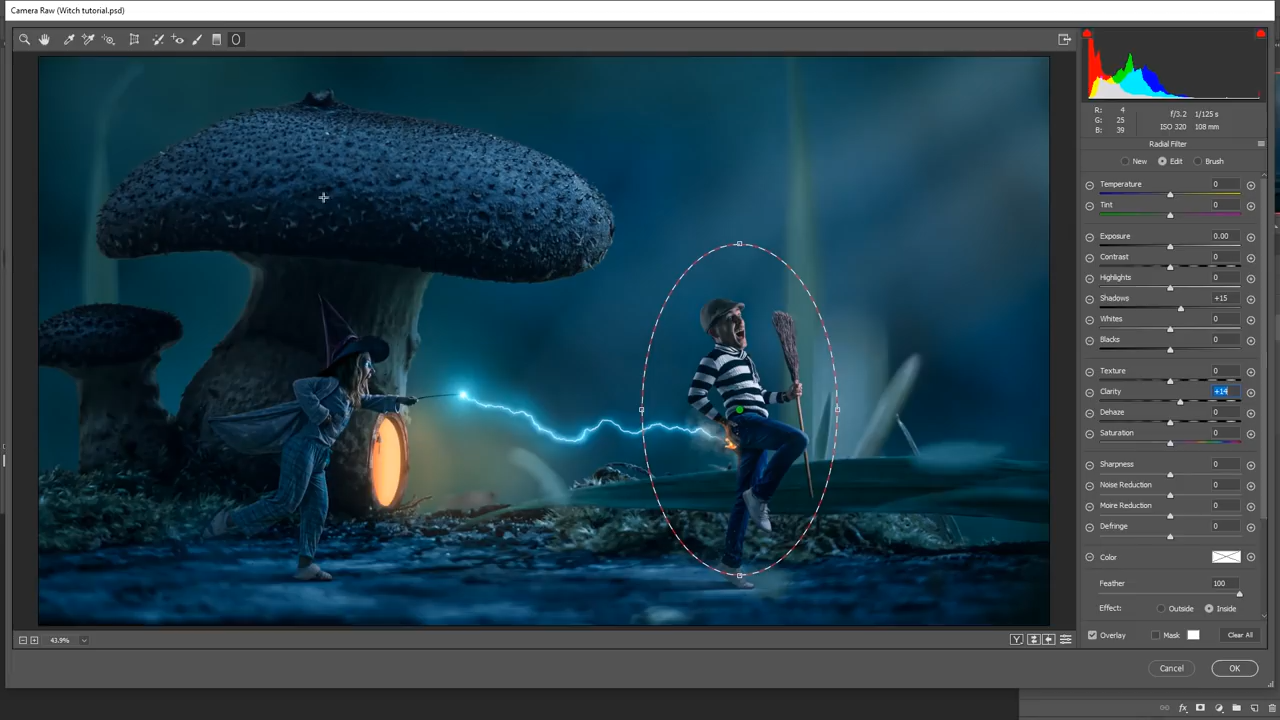 Camera Raw (Witch tutorial.psd)
R: 4
G: 25
B: 39
f/3.2 1/125 s
ISO 320 108 mm
Radial Filter
New Edit Brush
Temperature 0
Tint 0
Exposure 0.00
Contrast 0
Highlights 0
Shadows +15
Whites 0
Blacks 0
Texture 0
Clarity +14
Dehaze 0
Saturation 0
Sharpness 0
Noise Reduction 0
Moire Reduction 0
Defringe 0
Color
Feather 100
Effect: Outside Inside
43.9% Y Overlay Mask Clear All
Cancel OK
fx